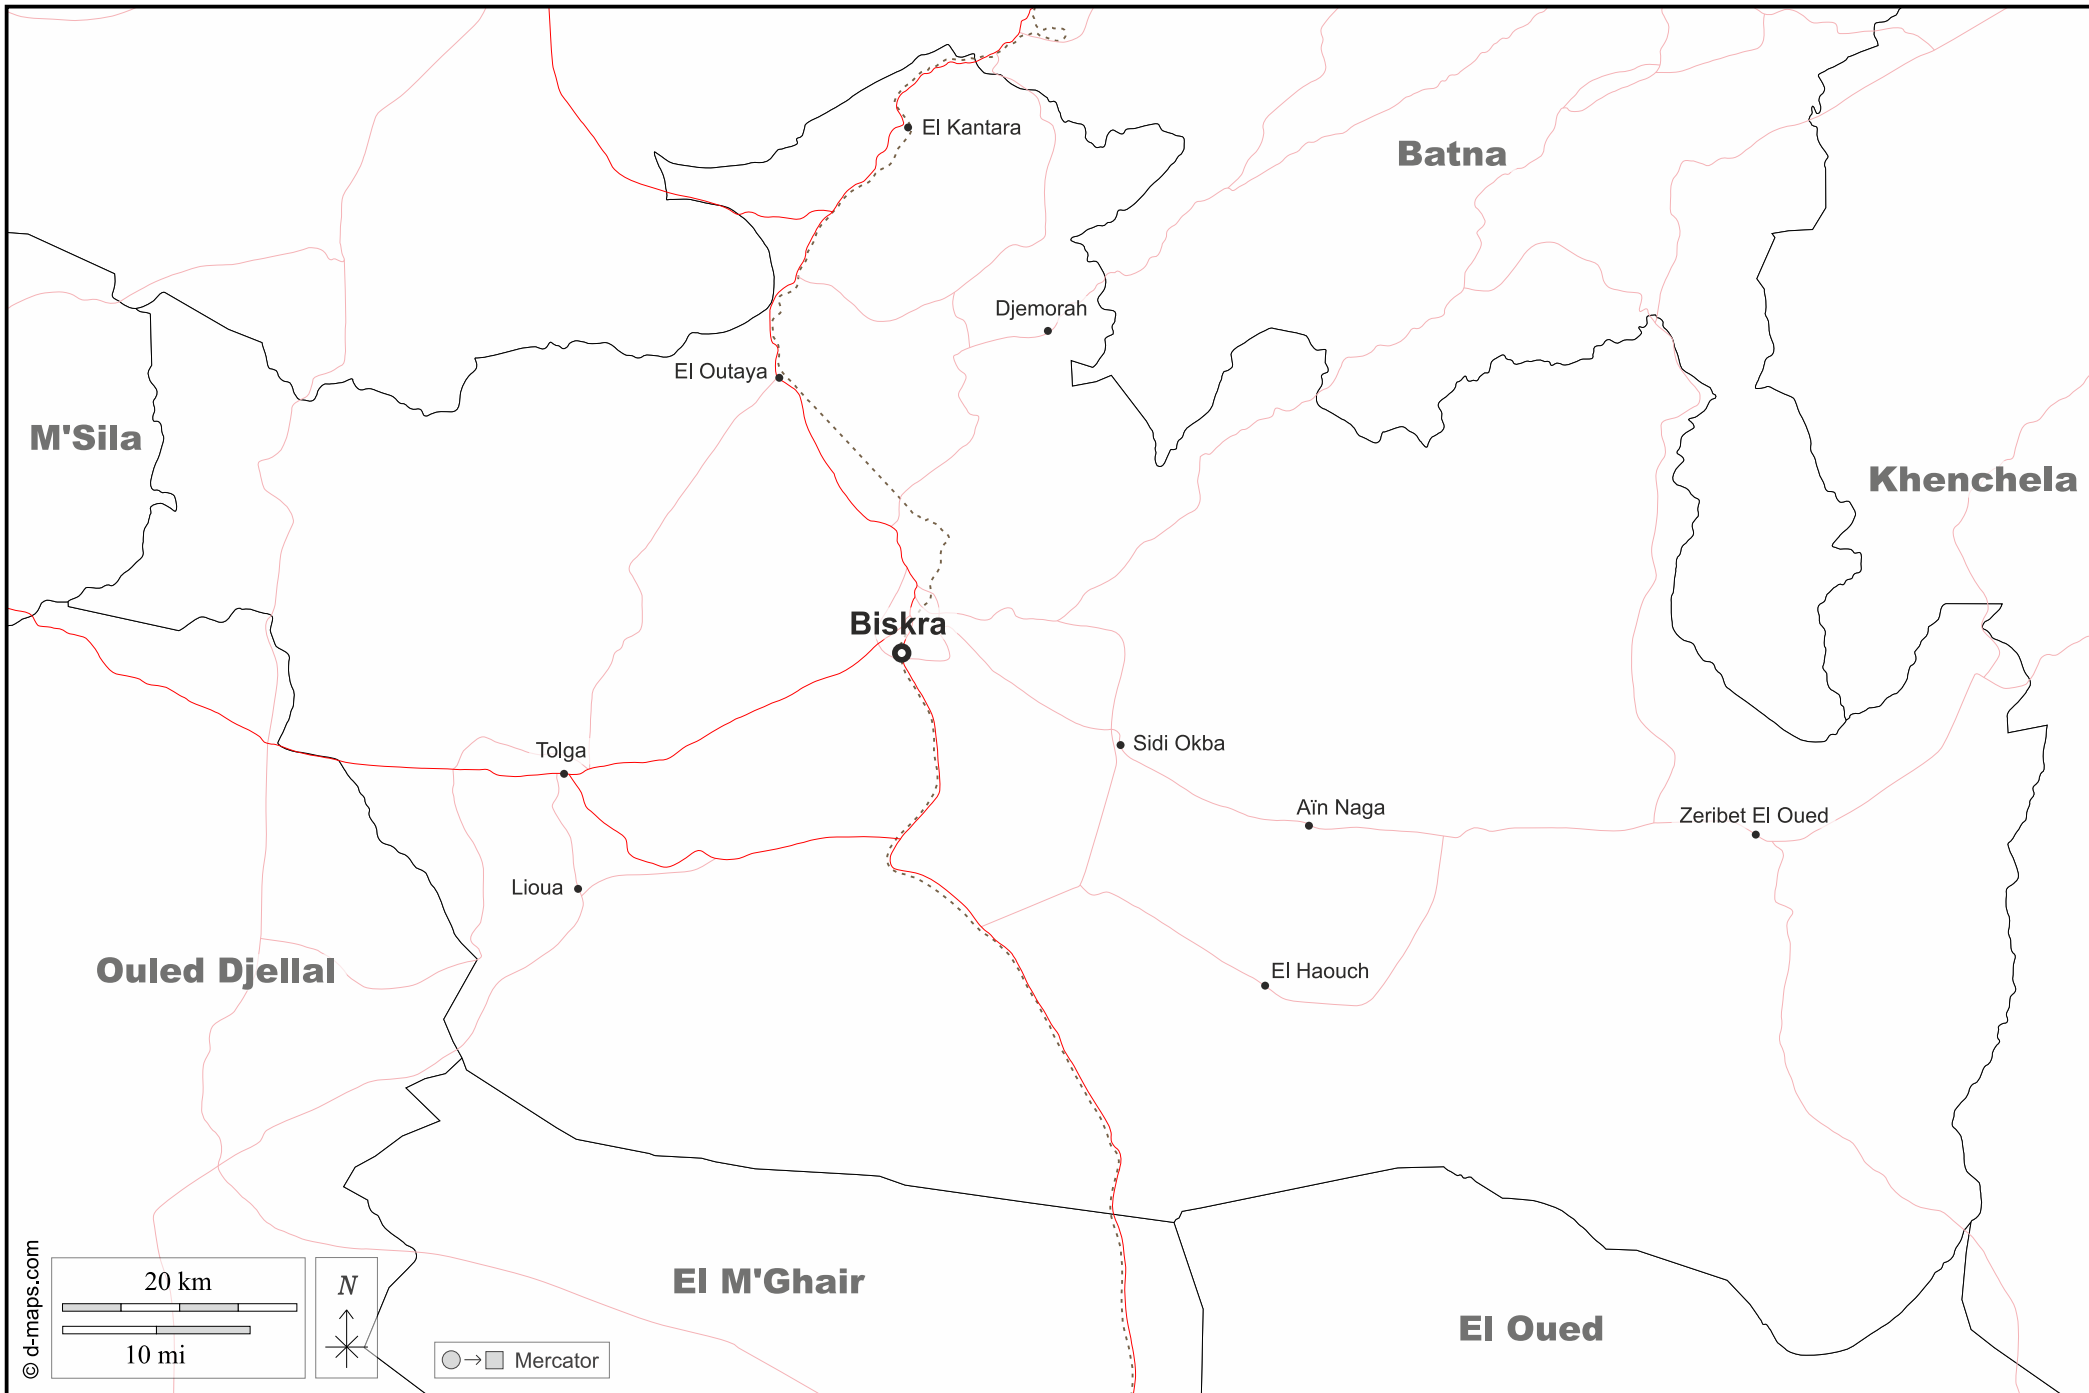 El Kantara
Batna
Djemorah
El Outaya
M'Sila
Khenchela
Biskra
Sidi Okba
Tolga
Aïn Naga
Zeribet El Oued
Lioua
Ouled Djellal
El Haouch
El M'Ghair
El Oued
© d-maps.com
20 km
10 mi
N
Mercator